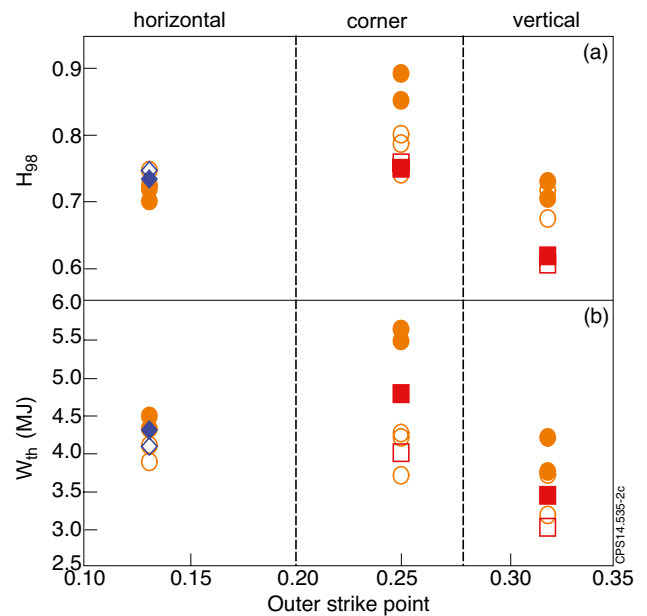 horizontal corner vertical
(a)
0.9
0.8
0.7
0.6
H98
(b)
6.0
5.5
5.0
4.5
4.0
3.5
3.0
2.5
Wth (MJ)
0.10 0.15 0.20 0.25 0.30 0.35
Outer strike point
CPS14.535-2c